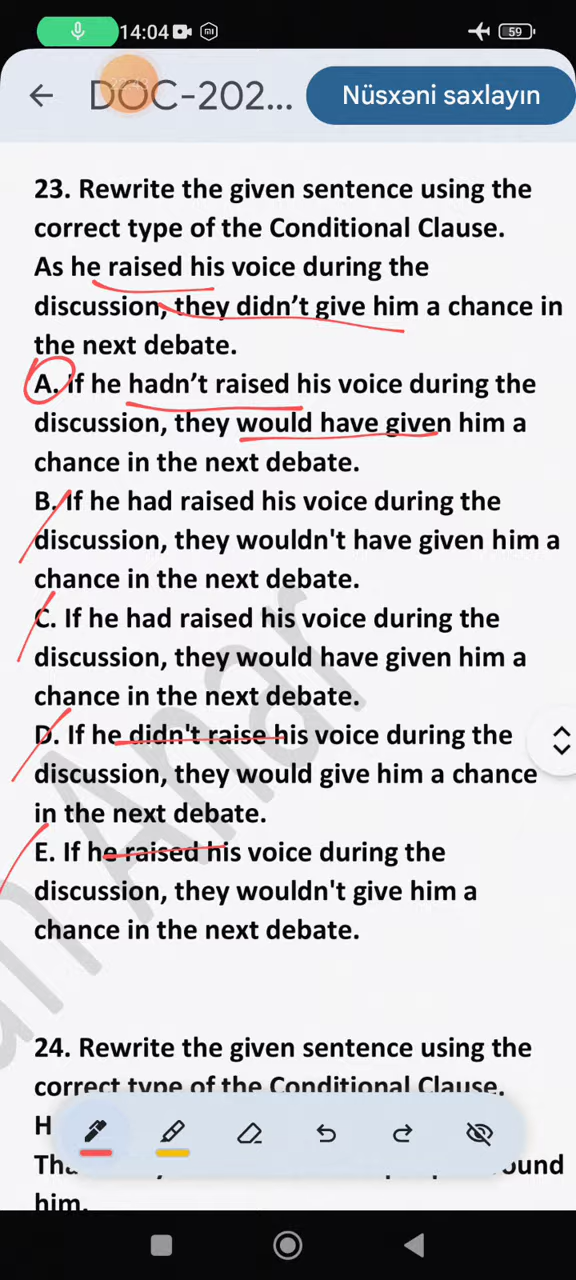 14:04
59
DOC-202...
Nüsxəni saxlayın
23. Rewrite the given sentence using the
correct type of the Conditional Clause.
As he raised his voice during the
discussion, they didn't give him a chance in
the next debate.
A. If he hadn't raised his voice during the
discussion, they would have given him a
chance in the next debate.
B. If he had raised his voice during the
discussion, they wouldn't have given him a
chance in the next debate.
C. If he had raised his voice during the
discussion, they would have given him a
chance in the next debate.
D. If he didn't raise his voice during the
discussion, they would give him a chance
in the next debate.
E. If he raised his voice during the
discussion, they wouldn't give him a
chance in the next debate.
24. Rewrite the given sentence using the
correct type of the Conditional Clause.
H
him.